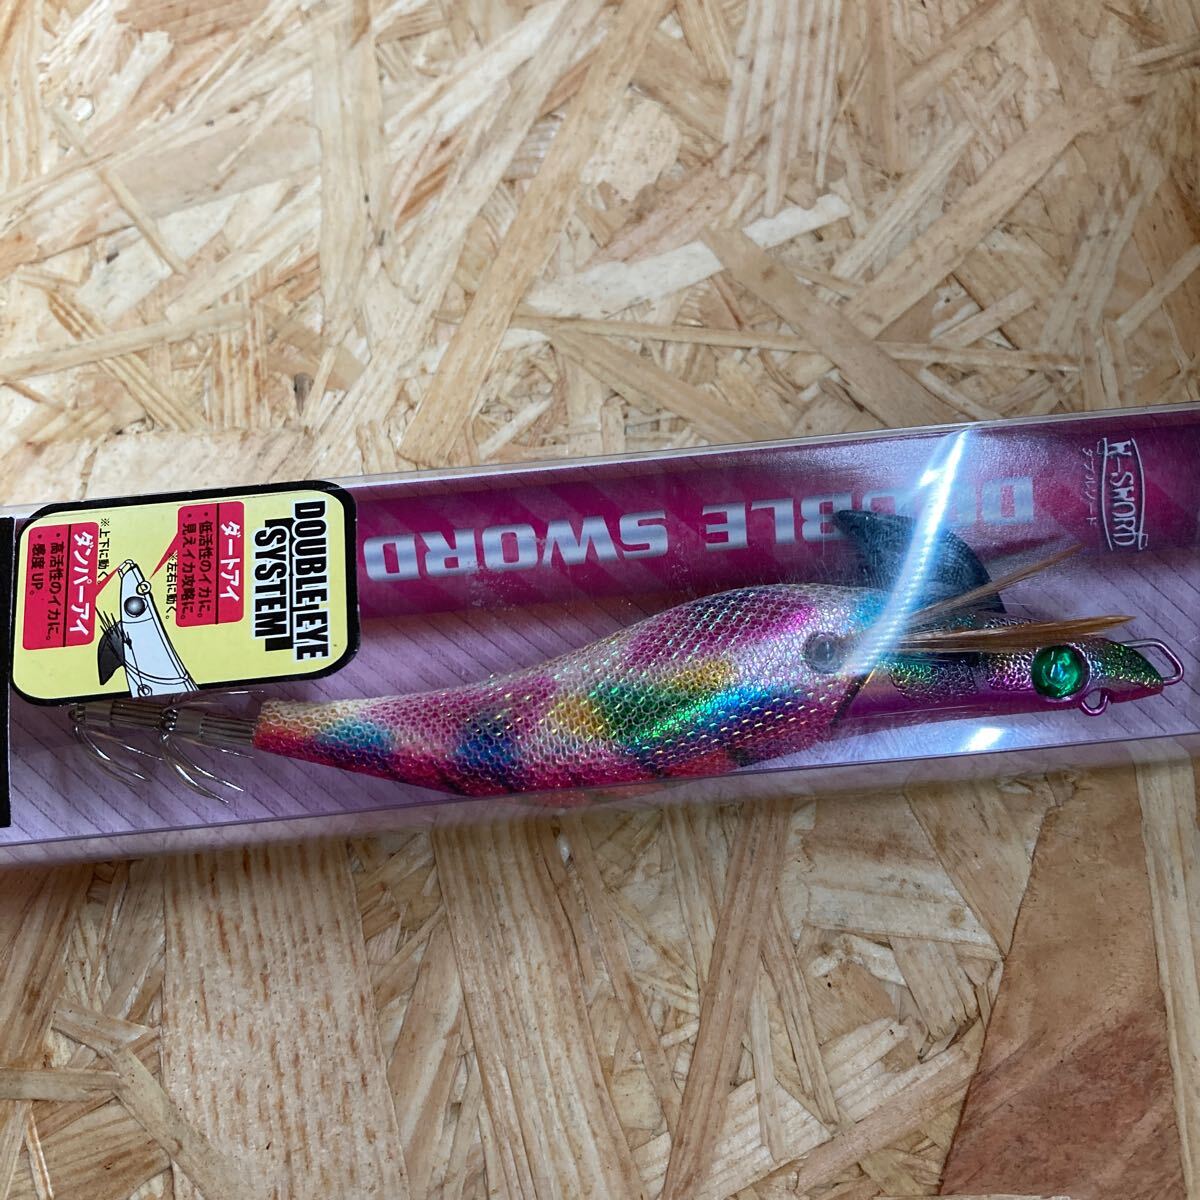 W-SWORD
ダブルソード
DOUBLE SWORD
DOUBLE EYE
SYSTEM
ダートアイ
・低活性のイカに。
見えイカ攻略に。
※左右に動く。
※上下に動く。
ダンパーアイ
・高活性のイカに。
・感度UP。